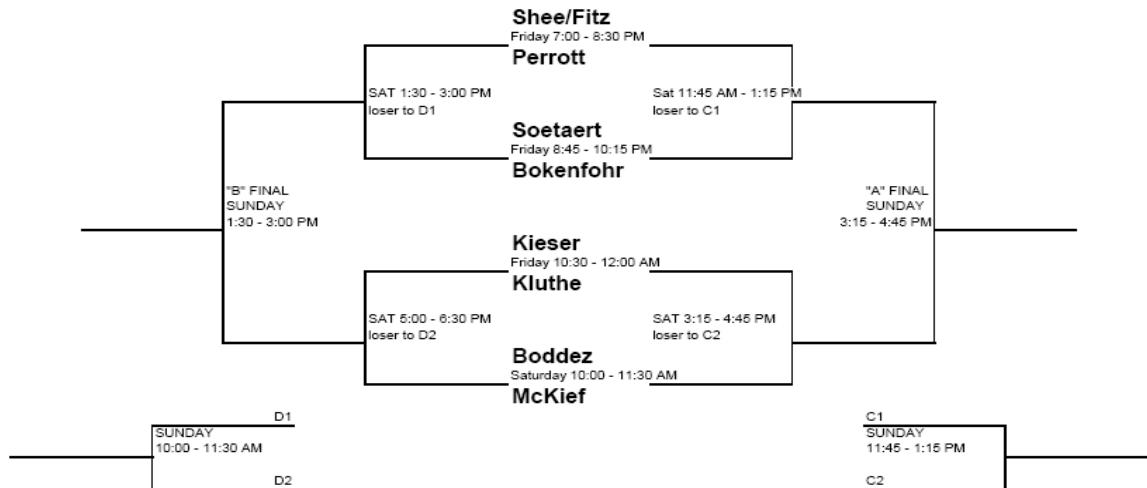 Shee/Fitz
Friday 7:00 - 8:30 PM
Perrott
SAT 1:30 - 3:00 PM
loser to D1
Sat 11:45 AM - 1:15 PM
loser to C1
Soetaert
Friday 8:45 - 10:15 PM
Bokenfohr
"B" FINAL
SUNDAY
1:30 - 3:00 PM
"A" FINAL
SUNDAY
3:15 - 4:45 PM
Kieser
Friday 10:30 - 12:00 AM
Kluthe
SAT 5:00 - 6:30 PM
loser to D2
SAT 3:15 - 4:45 PM
loser to C2
Boddez
Saturday 10:00 - 11:30 AM
McKief
D1
SUNDAY
10:00 - 11:30 AM
D2
C1
SUNDAY
11:45 - 1:15 PM
C2